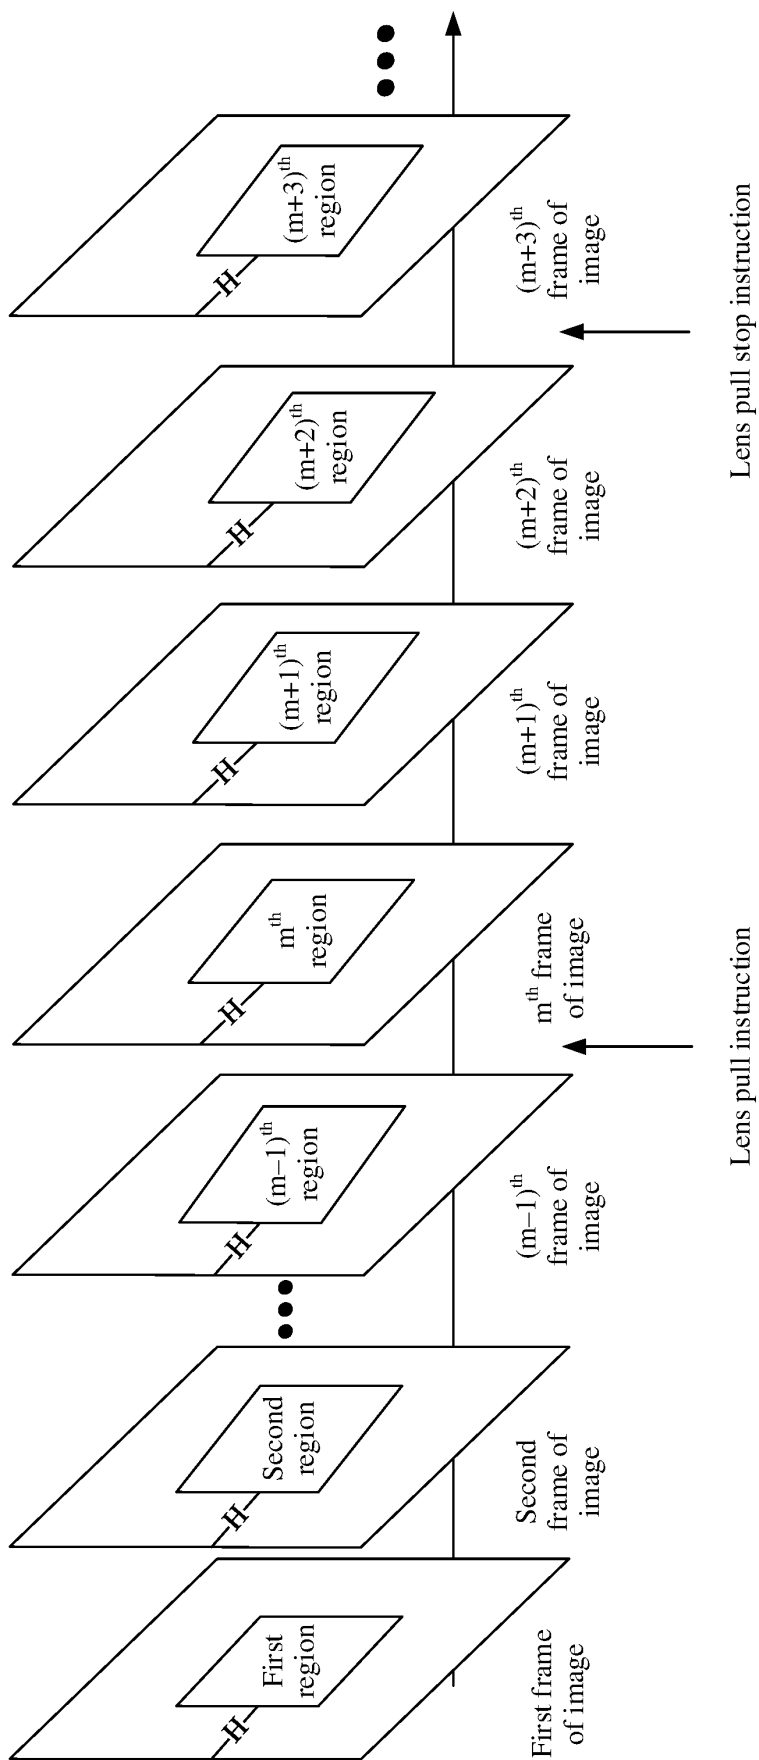 H
First
region
First frame
of image
H
Second
region
Second
frame of
image
H
(m–1)th
region
(m–1)th
frame of
image
Lens pull instruction
H
mth
region
mth frame
of image
H
(m+1)th
region
(m+1)th
frame of
image
H
(m+2)th
region
(m+2)th
frame of
image
Lens pull stop instruction
H
(m+3)th
region
(m+3)th
frame of
image